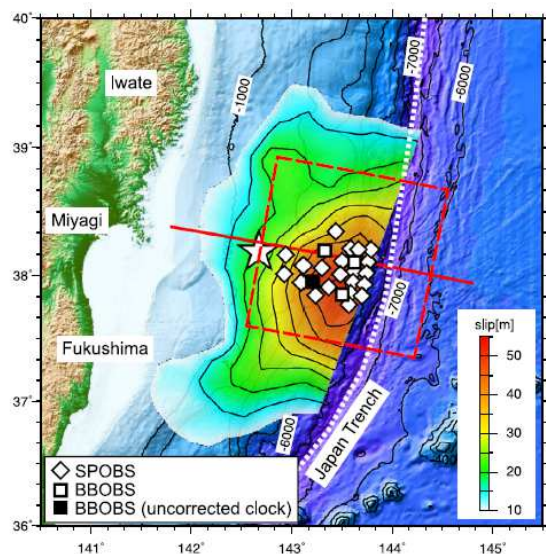 40°
39°
38°
37°
36°
141°
142°
143°
144°
145°
Iwate
Miyagi
Fukushima
-1000
-7000
-6000
-7000
-6000
Japan Trench
slip[m]
50
40
30
20
10
SPOBS
BBOBS
BBOBS (uncorrected clock)